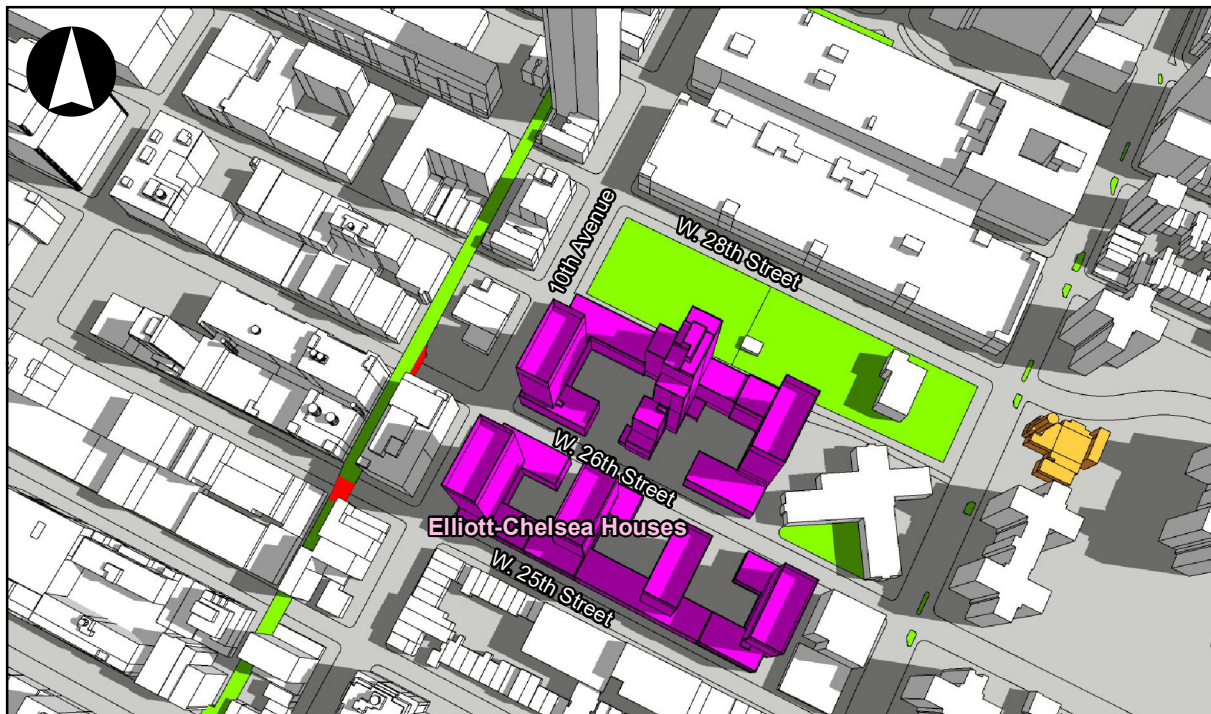 10th Avenue
W. 28th Street
W. 26th Street
Elliott-Chelsea Houses
W. 25th Street